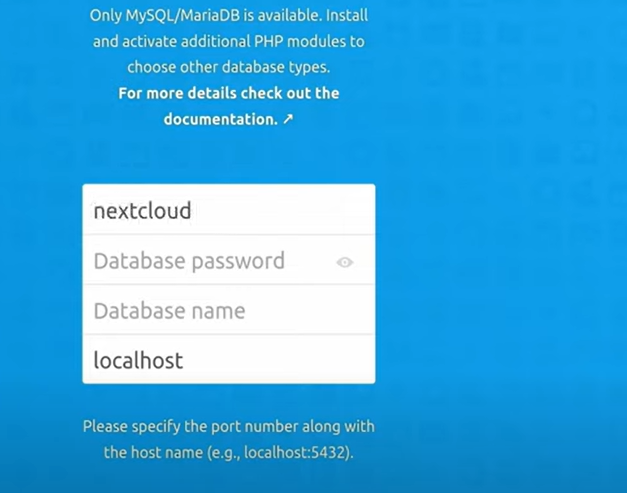 Only MySQL/MariaDB is available. Install
and activate additional PHP modules to
choose other database types.
For more details check out the
documentation. ↗
nextcloud
Database password
Database name
localhost
Please specify the port number along with
the host name (e.g., localhost:5432).